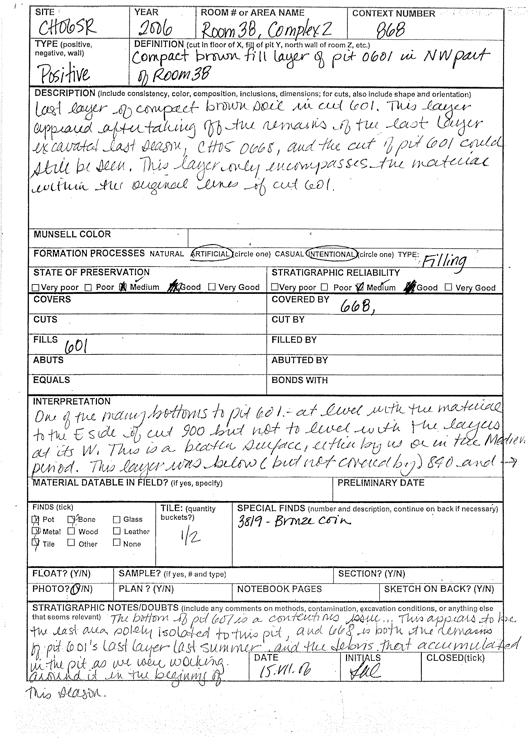 SITE YEAR ROOM # or AREA NAME CONTEXT NUMBER
CH06SR 2006 Room 38, Complex 2 868
TYPE (positive, negative, wall) DEFINITION (cut in floor of X, fill of pit Y, north wall of room Z, etc.)
Positive Compact brown fill layer of pit 0601 in NW part
of Room 38
DESCRIPTION (include consistency, color, composition, inclusions, dimensions; for cuts, also include shape and orientation)
last layer of compact brown soil in cut 601. This layer
appeared after taking off the remains of the last layer
excavated last season, CH05 0668, and the cut of pit 601 could
still be seen. This layer only encompasses the material
within the original lines of cut 601.
MUNSELL COLOR
FORMATION PROCESSES NATURAL ARTIFICIAL (circle one) CASUAL INTENTIONAL (circle one) TYPE: Filling
STATE OF PRESERVATION STRATIGRAPHIC RELIABILITY
Very poor Poor Medium Good Very Good Very poor Poor Medium Good Very Good
COVERS COVERED BY 668,
CUTS CUT BY
FILLS 601 FILLED BY
ABUTS ABUTTED BY
EQUALS BONDS WITH
INTERPRETATION
One of the many bottoms to pit 601 - at level with the material
to the E side of cut 900 but not to level with the layers
at its W. This is a beaten surface, either by us or in the Mediev.
period. This layer was below (but not covered by) 840 and →
MATERIAL DATABLE IN FIELD? (if yes, specify) PRELIMINARY DATE
FINDS (tick) TILE: (quantity buckets?) SPECIAL FINDS (number and description, continue on back if necessary)
Pot Bone Glass 3819 - Bronze coin
Metal Wood Leather 1/2
Tile Other None
FLOAT? (Y/N) SAMPLE? (if yes, # and type) SECTION? (Y/N)
PHOTO? (Y/N) PLAN? (Y/N) NOTEBOOK PAGES SKETCH ON BACK? (Y/N)
STRATIGRAPHIC NOTES/DOUBTS (include any comments on methods, contamination, excavation conditions, or anything else
that seems relevant) The bottom of pit 601 is a contentious issue... This appears to be
the last area solely isolated to this pit, and 668 is both the remains
of pit 601's last layer last summer, and the debris that accumulated
in the pit as we were working
around it in the beginning of
this season.
DATE INITIALS CLOSED (tick)
15.VII.06